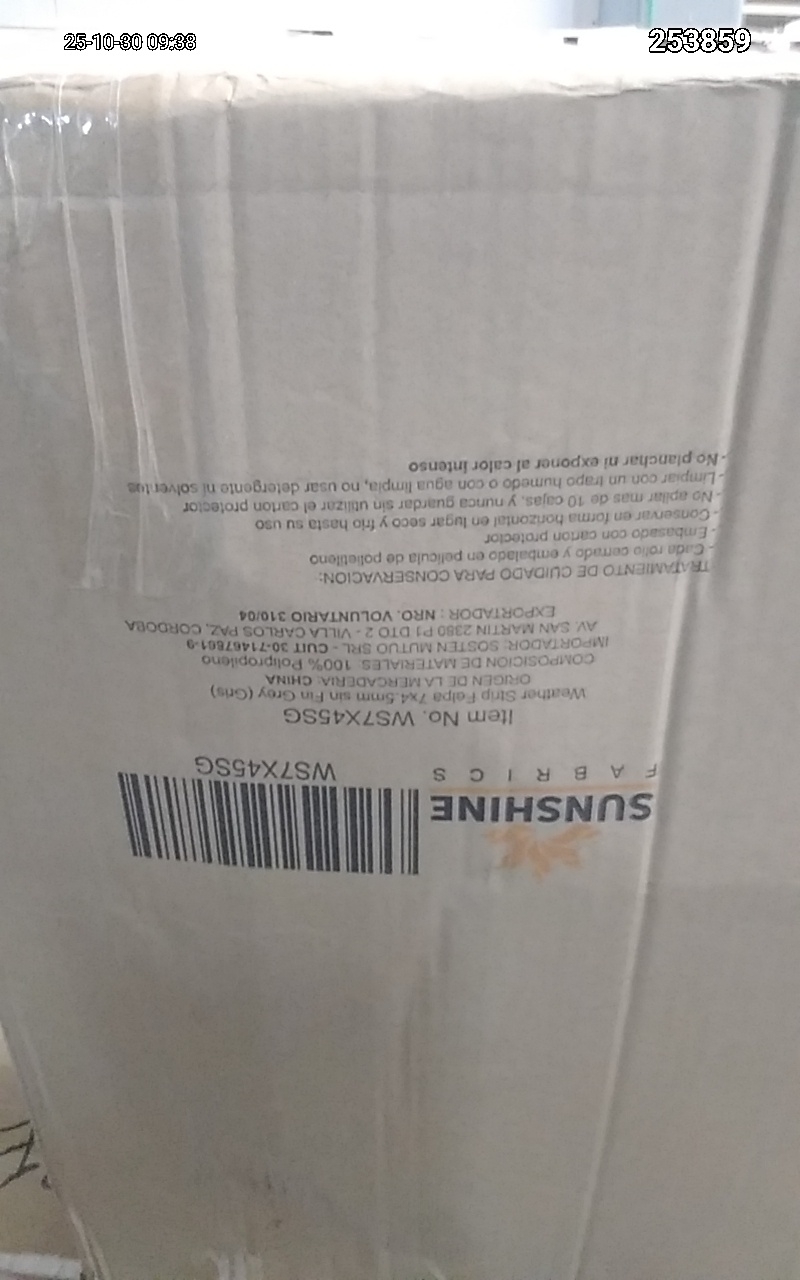 25-10-30 09:38
253859
SUNSHINE
FABRICS
WS7X45SG
Item No. WS7X45SG
Weather Strip Felpa 7x4.5mm sin Fin Grey (Gris)
ORIGEN DE LA MERCADERIA: CHINA
COMPOSICION DE MATERIALES: 100% Polipropileno
IMPORTADOR: SOSTEN MUTUO SRL - CUIT 30-71467861-9
AV. SAN MARTIN 2380 P1 DTO 2 - VILLA CARLOS PAZ, CORDOBA
EXPORTADOR: NRO. VOLUNTARIO 310/04
TRATAMIENTO DE CUIDADO PARA CONSERVACION:
- Cada rollo cerrado y embalado en pelicula de polietileno
- Embasado con carton protector
- Conservar en forma horizontal en lugar seco y frio hasta su uso
- No apilar mas de 10 cajas, y nunca guardar sin utilizar el carton protector
- Limpiar con un trapo humedo o con agua limpia, no usar detergente ni solventes
- No planchar ni exponer al calor intenso